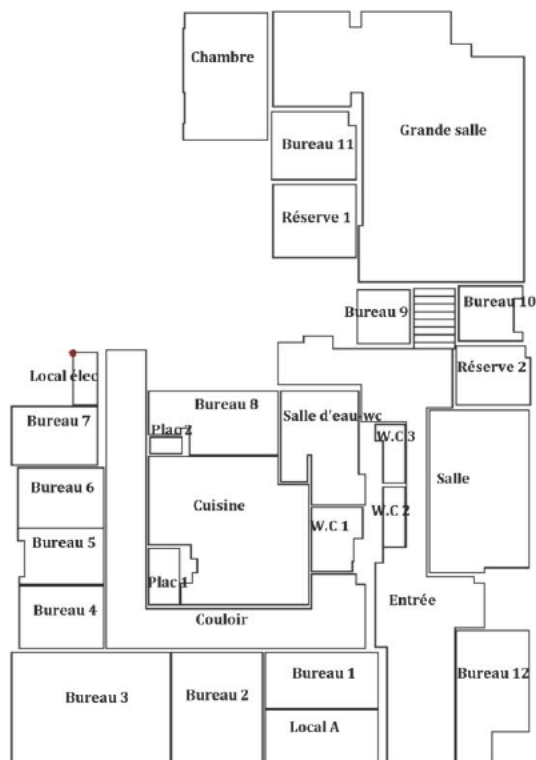 Chambre
Grande salle
Bureau 11
Réserve 1
Bureau 9
Bureau 10
Réserve 2
Local élec
Bureau 7
Bureau 8
Salle d'eau-wc
Plac 2
W.C 3
Bureau 6
Cuisine
Salle
W.C 1
W.C 2
Bureau 5
Plac 1
Bureau 4
Couloir
Entrée
Bureau 3
Bureau 2
Bureau 1
Bureau 12
Local A